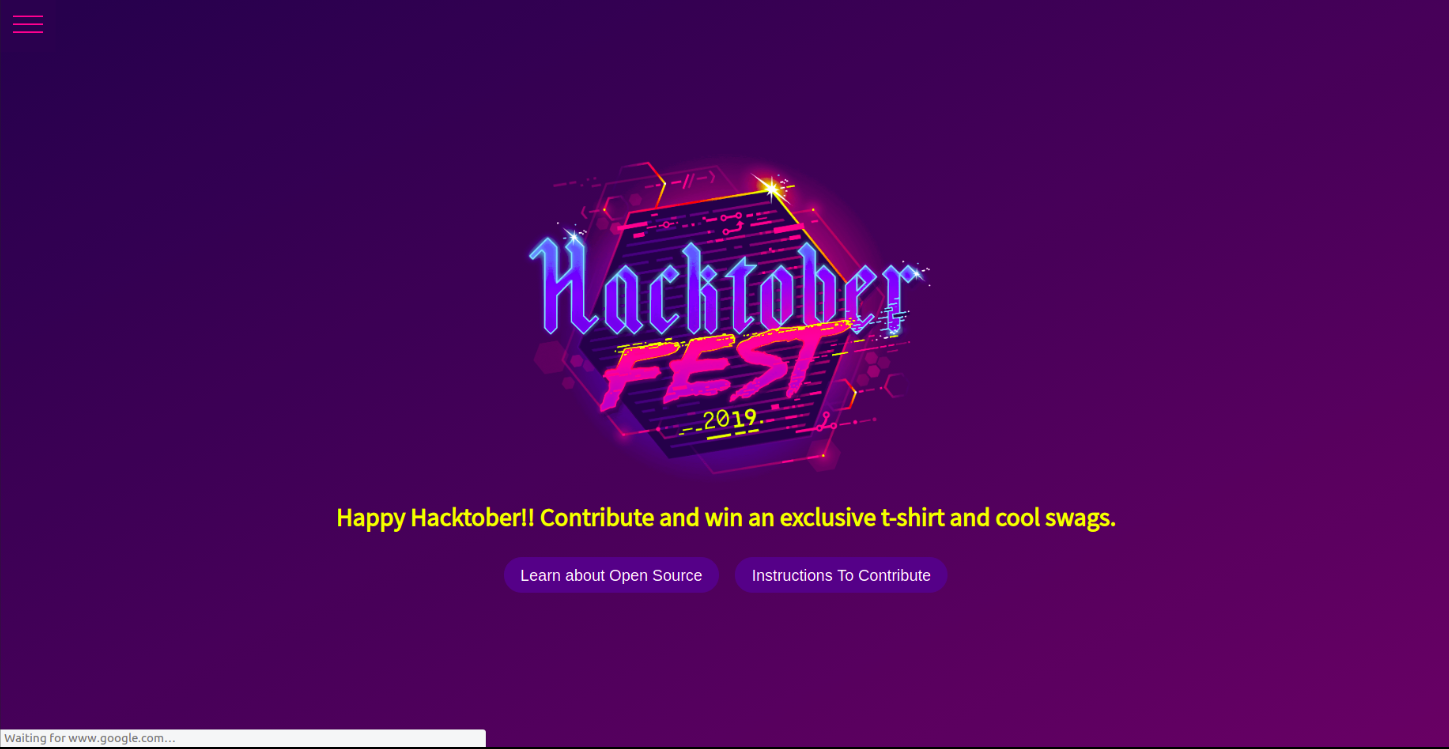 Hacktober
FEST
2019
Happy Hacktober!! Contribute and win an exclusive t-shirt and cool swags.
Learn about Open Source
Instructions To Contribute
Waiting for www.google.com...